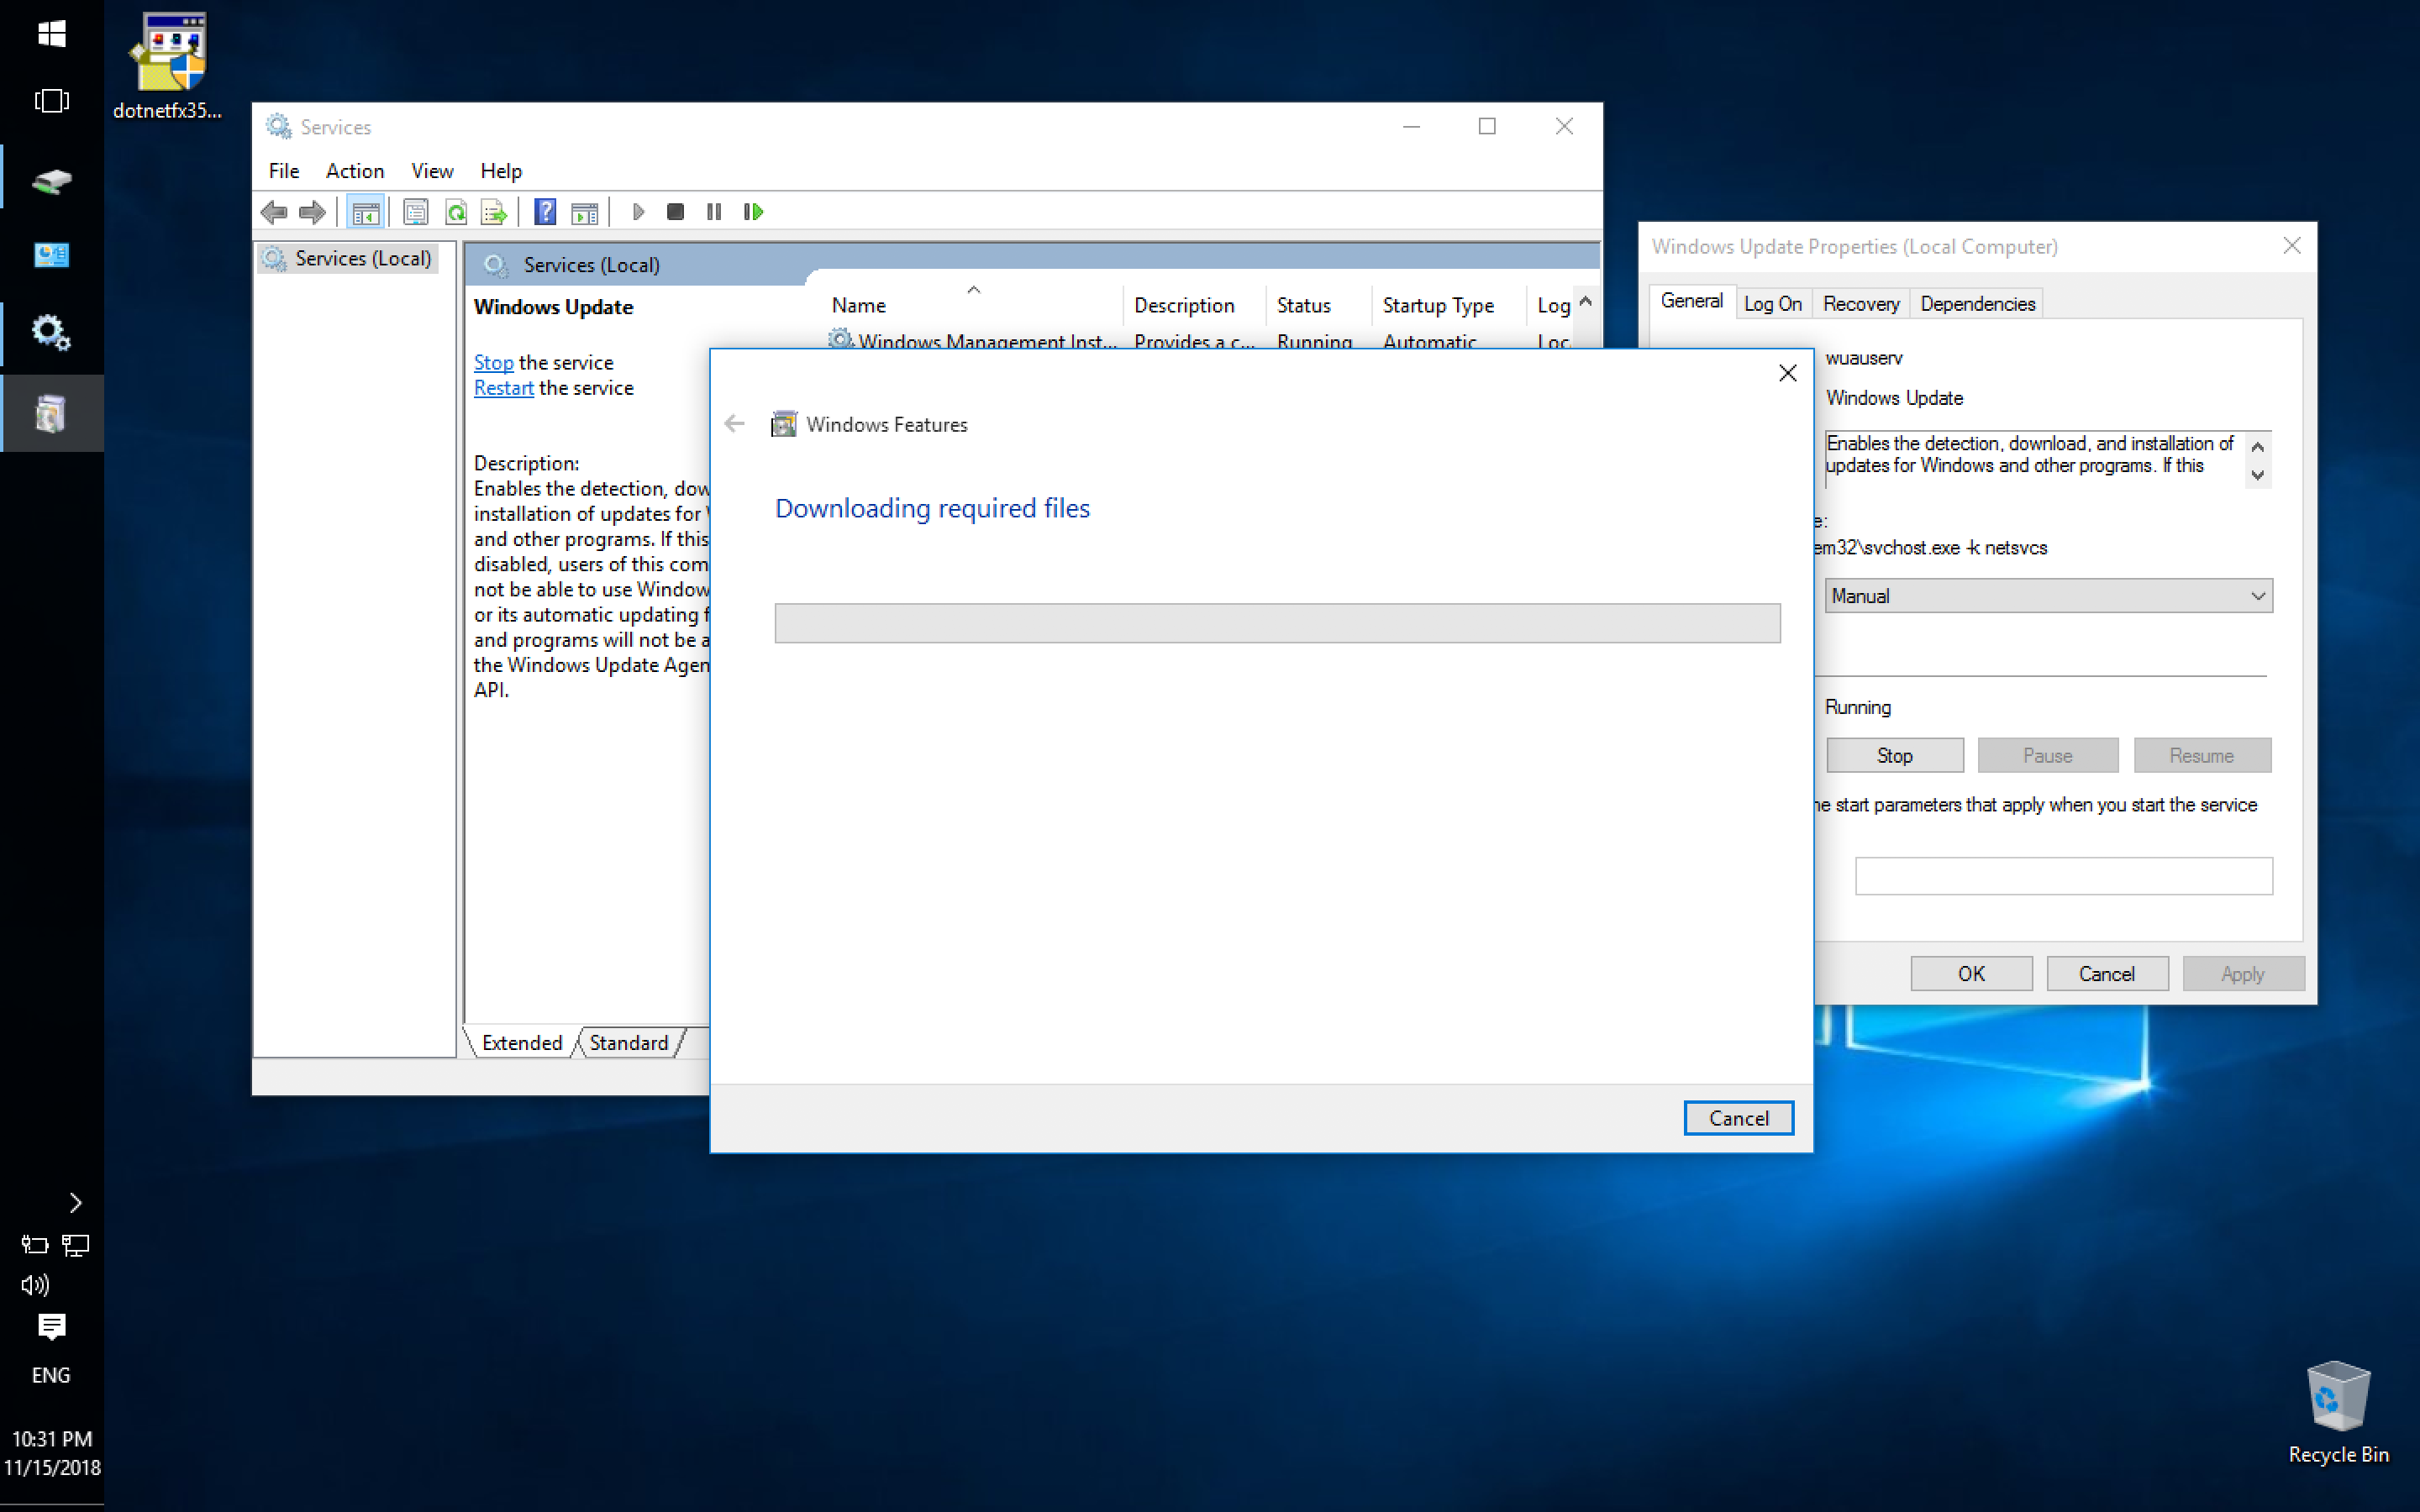 dotnetfx35...
Services
File Action View Help
Services (Local)
Services (Local)
Windows Update
Stop the service
Restart the service
Description:
Enables the detection, dow
installation of updates for
and other programs. If this
disabled, users of this com
not be able to use Window
or its automatic updating f
and programs will not be a
the Windows Update Agen
API.
Name Description Status Startup Type Log
Windows Management Inst... Provides a c... Running Automatic Loc
Extended Standard
Windows Features
Downloading required files
Cancel
Windows Update Properties (Local Computer)
General Log On Recovery Dependencies
wuauserv
Windows Update
Enables the detection, download, and installation of
updates for Windows and other programs. If this
e:
em32\svchost.exe -k netsvcs
Manual
Running
Stop Pause Resume
he start parameters that apply when you start the service
OK Cancel Apply
ENG
10:31 PM
11/15/2018
Recycle Bin